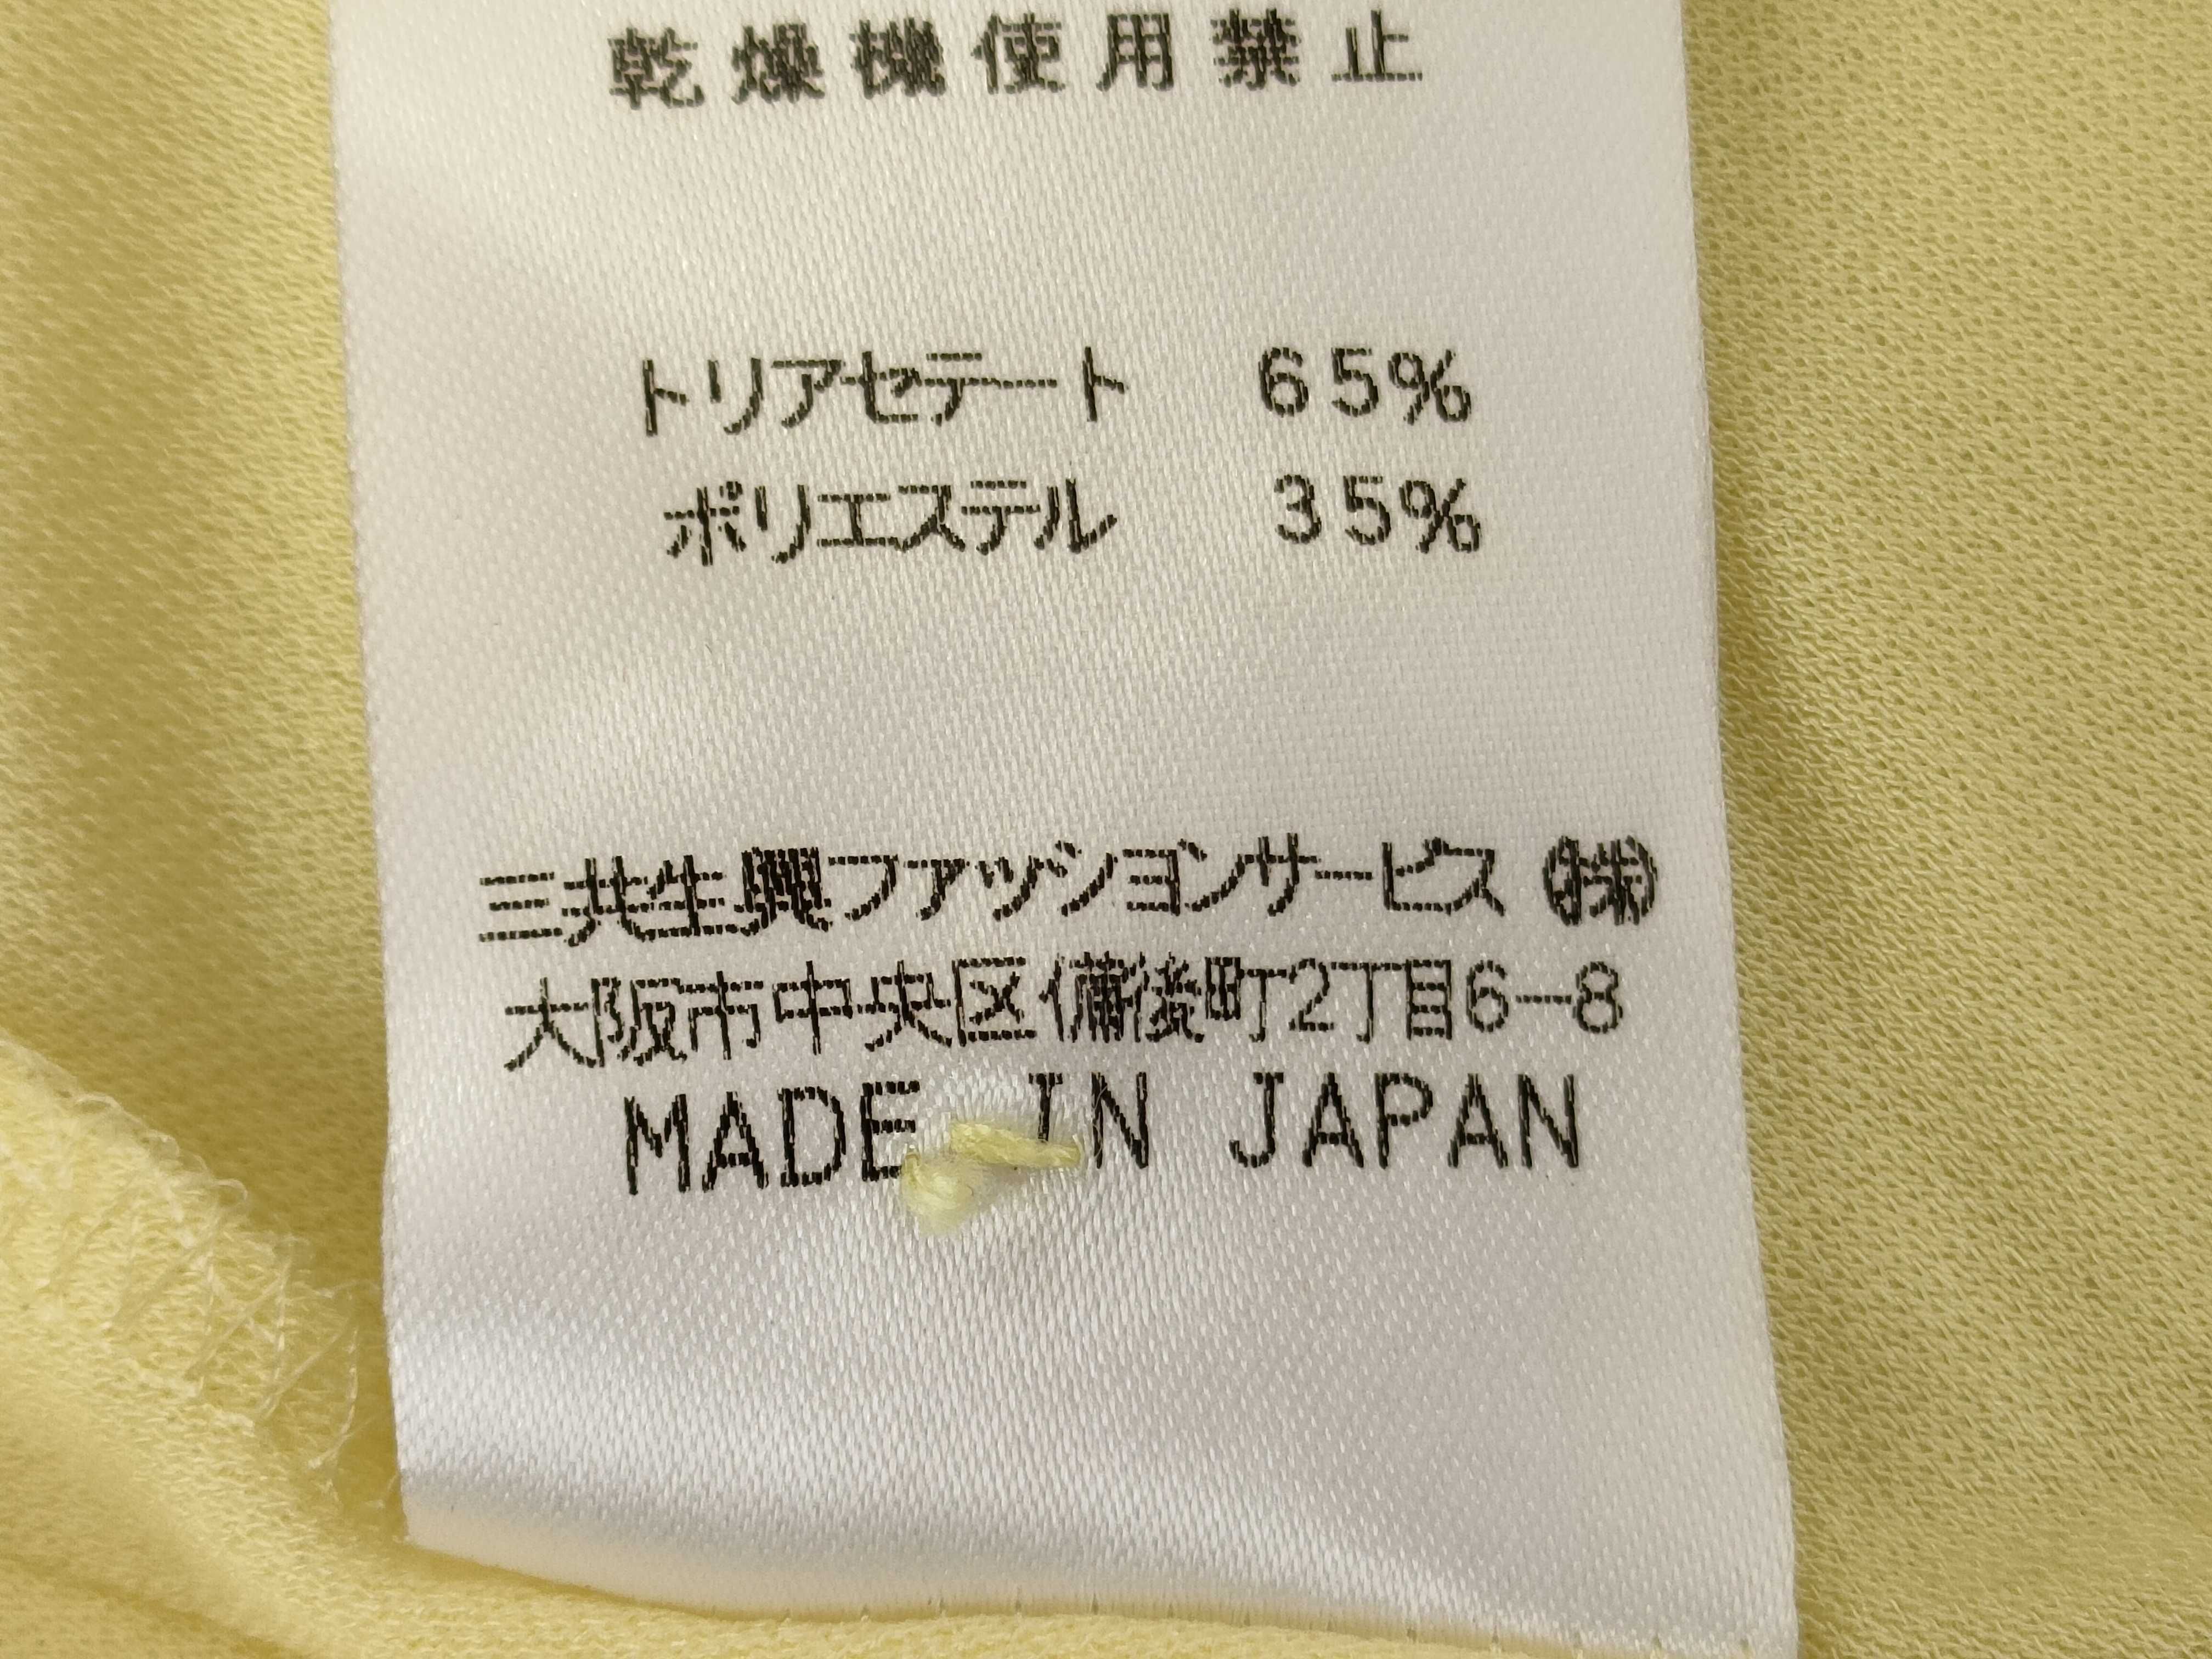 乾燥機使用禁止
トリアセテート 65%
ポリエステル 35%
三共生興ファッションサービス㈱
大阪市中央区備後町2丁目6-8
MADE IN JAPAN